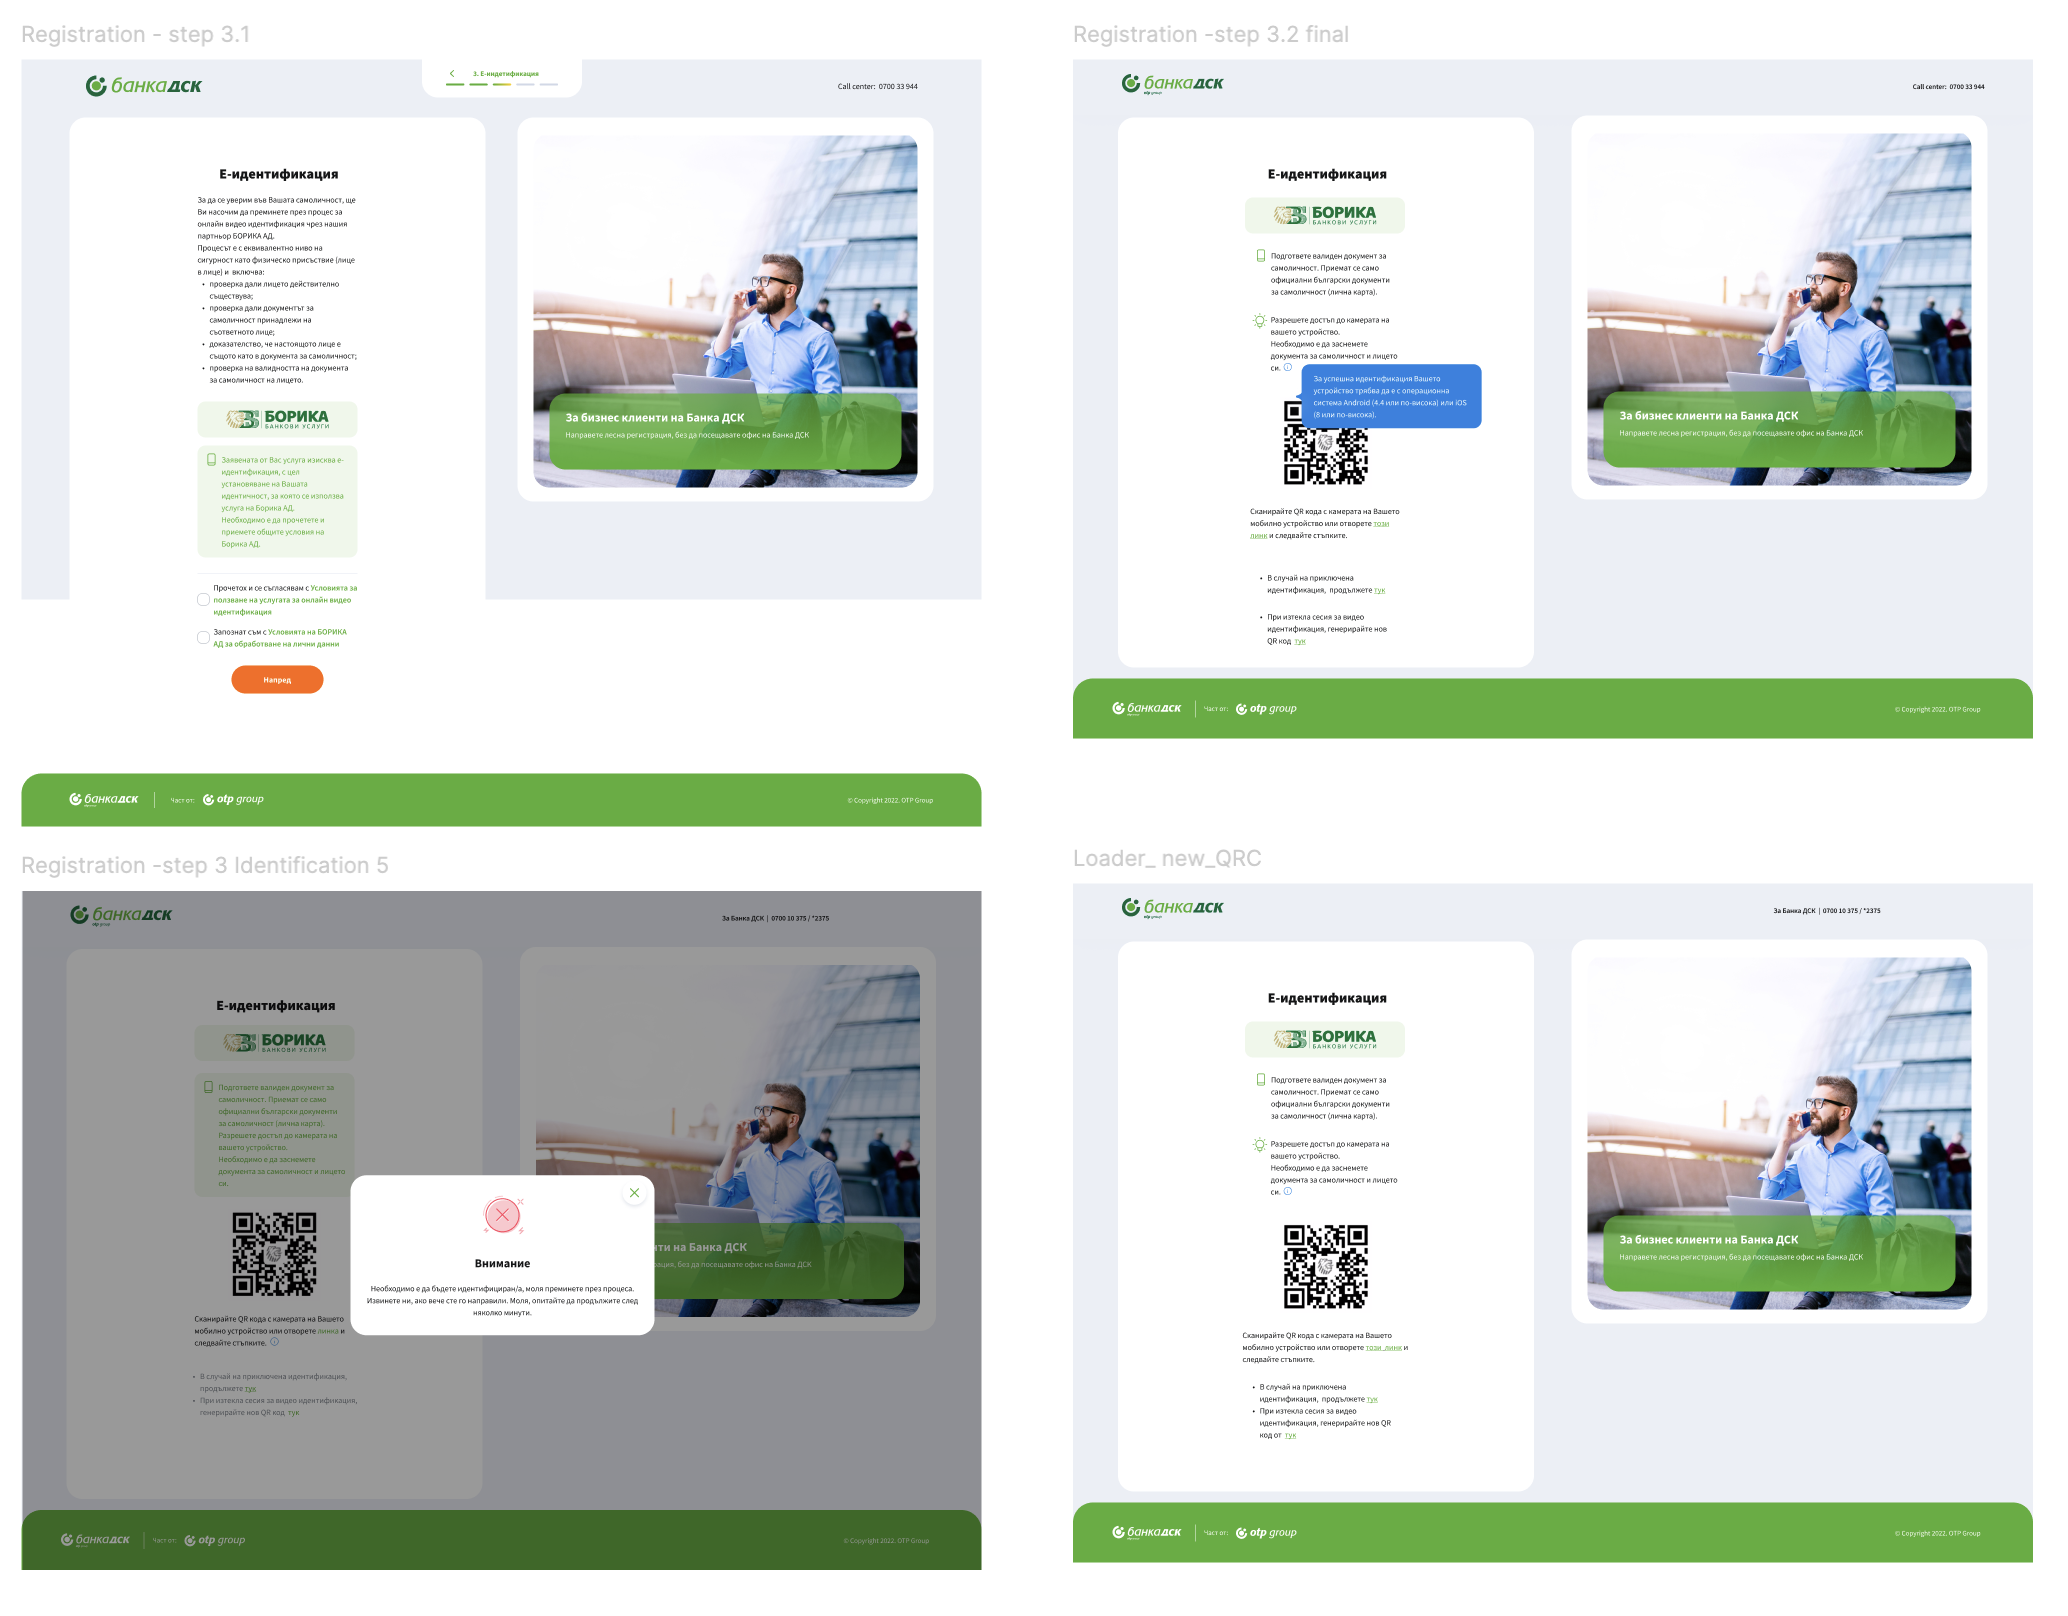 Registration - step 3.1
банкадск
3. Е-индетификация
Call center: 0700 33 944
Е-идентификация
За да се уверим във Вашата самоличност, ще
Ви насочим да преминете през процес за
онлайн видео идентификация чрез нашия
партньор БОРИКА АД.
Процесът е с еквивалентно ниво на
сигурност като физическо присъствие (лице
в лице) и включва:
• проверка дали лицето действително
съществува;
• проверка дали документът за
самоличност принадлежи на
съответното лице;
• доказателство, че настоящото лице е
същото като в документа за самоличност;
• проверка на валидността на документа
за самоличност на лицето.
БОРИКА
БАНКОВИ УСЛУГИ
Заявената от Вас услуга изисква е-
идентификация, с цел
установяване на Вашата
идентичност, за която се използва
услуга на Борика АД.
Необходимо е да прочетете и
приемете общите условия на
Борика АД.
Прочетох и се съгласявам с Условията за
ползване на услугата за онлайн видео
идентификация
Запознат съм с Условията на БОРИКА
АД за обработване на лични данни
Напред
За бизнес клиенти на Банка ДСК
Направете лесна регистрация, без да посещавате офис на Банка ДСК
банкадск
Част от:
otp group
© Copyright 2022. OTP Group
Registration -step 3.2 final
банкадск
otp group
Call center: 0700 33 944
Е-идентификация
БОРИКА
БАНКОВИ УСЛУГИ
Подгответе валиден документ за
самоличност. Приемат се само
официални български документи
за самоличност (лична карта).
Разрешете достъп до камерата на
вашето устройство.
Необходимо е да заснемете
документа за самоличност и лицето
си.
За успешна идентификация Вашето
устройство трябва да е с операционна
система Android (4.4 или по-висока) или iOS
(8 или по-висока).
Сканирайте QR кода с камерата на Вашето
мобилно устройство или отворете този
линк и следвайте стъпките.
• В случай на приключена
идентификация, продължете тук
• При изтекла сесия за видео
идентификация, генерирайте нов
QR код тук
За бизнес клиенти на Банка ДСК
Направете лесна регистрация, без да посещавате офис на Банка ДСК
банкадск
Част от:
otp group
© Copyright 2022. OTP Group
Registration -step 3 Identification 5
банкадск
otp group
За Банка ДСК | 0700 10 375 / *2375
Е-идентификация
БОРИКА
БАНКОВИ УСЛУГИ
Подгответе валиден документ за
самоличност. Приемат се само
официални български документи
за самоличност (лична карта).
Разрешете достъп до камерата на
вашето устройство.
Необходимо е да заснемете
документа за самоличност и лицето
си.
Сканирайте QR кода с камерата на Вашето
мобилно устройство или отворете линка и
следвайте стъпките.
• В случай на приключена идентификация,
продължете тук
• При изтекла сесия за видео идентификация,
генерирайте нов QR код тук
Внимание
Необходимо е да бъдете идентифициран/а, моля преминете през процеса.
Извинете ни, ако вече сте го направили. Моля, опитайте да продължите след
няколко минути.
нти на Банка ДСК
без да посещавате офис на Банка ДСК
банкадск
Част от:
otp group
© Copyright 2022. OTP Group
Loader_ new_QRC
банкадск
otp group
За Банка ДСК | 0700 10 375 / *2375
Е-идентификация
БОРИКА
БАНКОВИ УСЛУГИ
Подгответе валиден документ за
самоличност. Приемат се само
официални български документи
за самоличност (лична карта).
Разрешете достъп до камерата на
вашето устройство.
Необходимо е да заснемете
документа за самоличност и лицето
си.
Сканирайте QR кода с камерата на Вашето
мобилно устройство или отворете този линк и
следвайте стъпките.
• В случай на приключена
идентификация, продължете тук
• При изтекла сесия за видео
идентификация, генерирайте нов QR
код от тук
За бизнес клиенти на Банка ДСК
Направете лесна регистрация, без да посещавате офис на Банка ДСК
банкадск
Част от:
otp group
© Copyright 2022. OTP Group